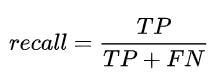 recall = TP / (TP + FN)